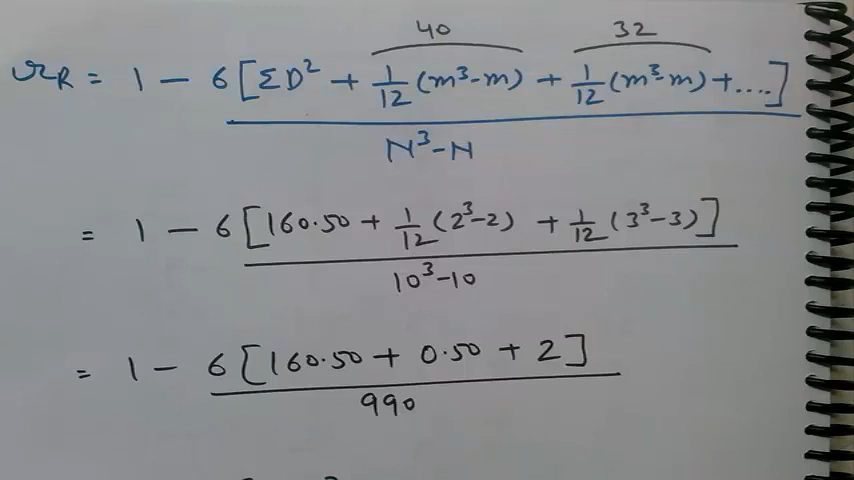 40 32
r_R = 1 - 6[ΣD² + 1/12 (m³-m) + 1/12 (m³-m) + ....]
N³-N
= 1 - 6[160.50 + 1/12 (2³-2) + 1/12 (3³-3)]
10³-10
= 1 - 6[160.50 + 0.50 + 2]
990